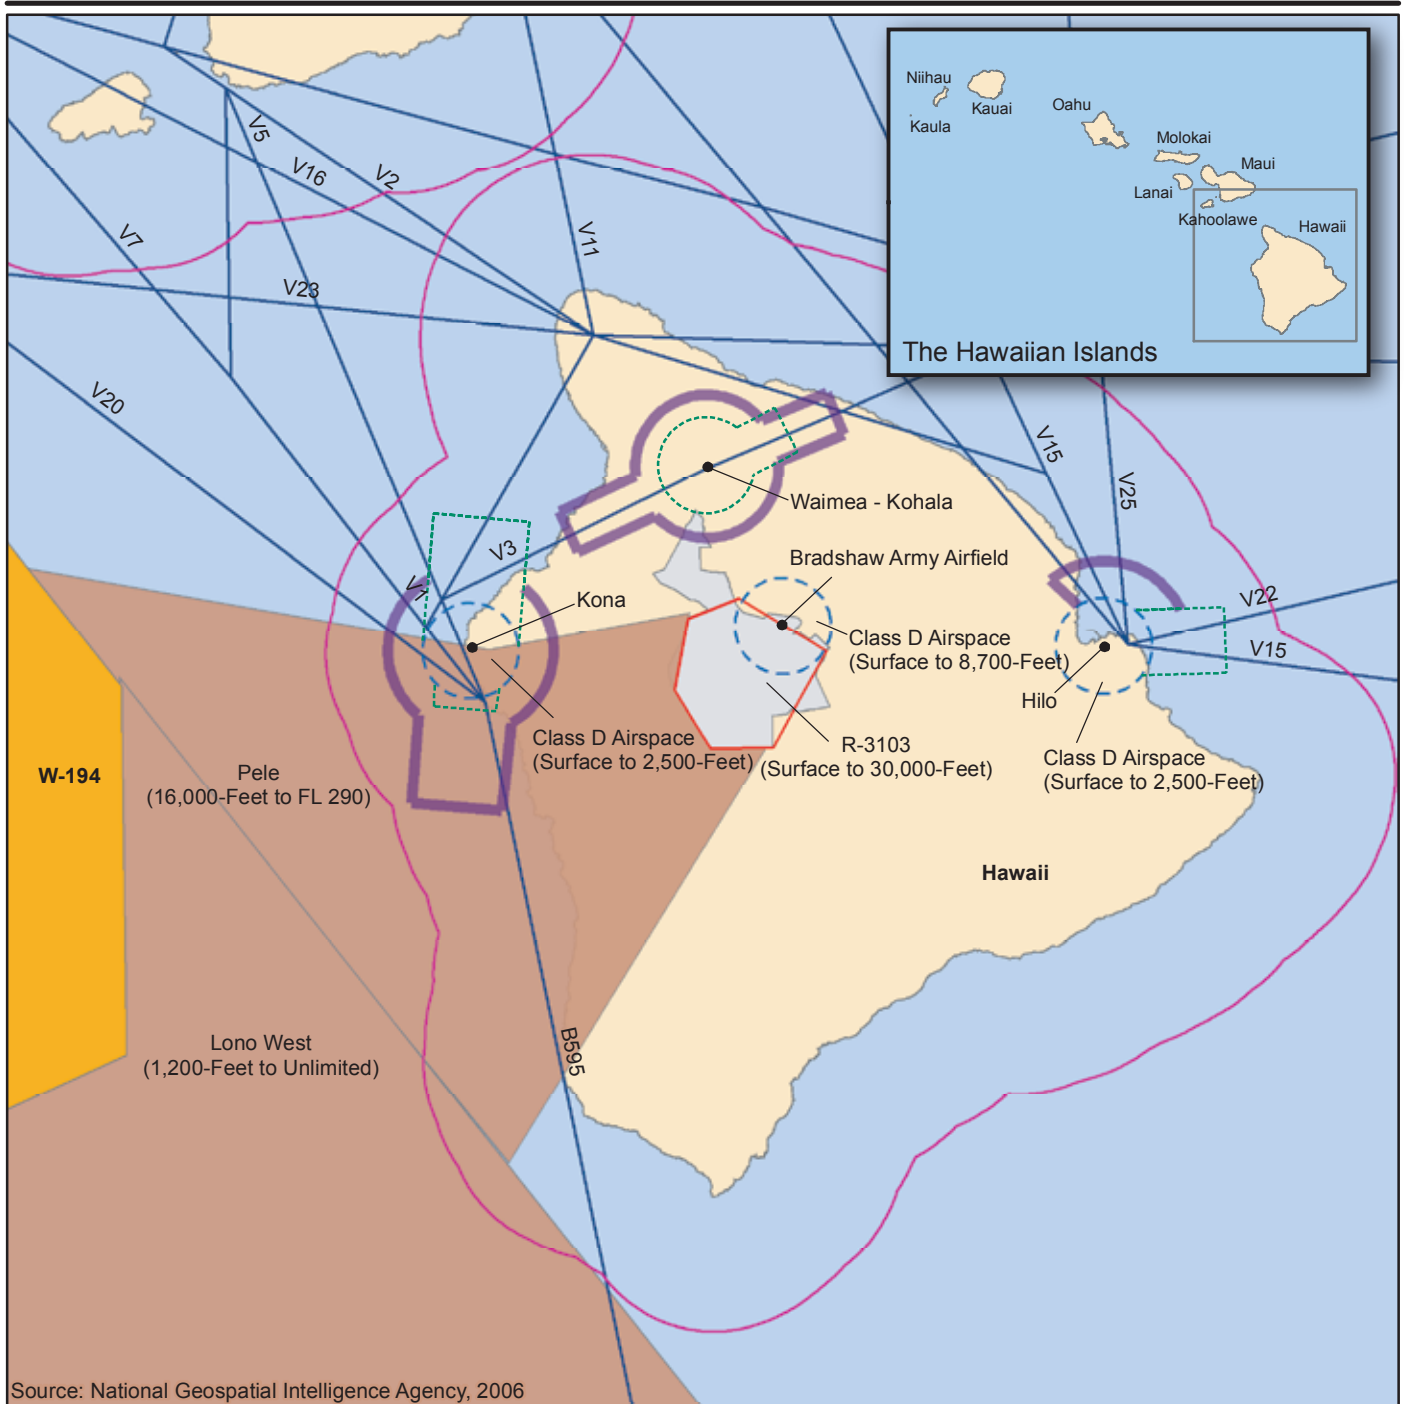 Niihau
Kauai
Kaula
Oahu
Molokai
Maui
Lanai
Kahoolawe
Hawaii
The Hawaiian Islands
V5
V16
V2
V7
V11
V23
V20
V3
V1
V15
V25
V22
V15
Waimea - Kohala
Bradshaw Army Airfield
Kona
Class D Airspace
(Surface to 8,700-Feet)
Hilo
Class D Airspace
(Surface to 2,500-Feet)
R-3103
(Surface to 30,000-Feet)
Class D Airspace
(Surface to 2,500-Feet)
W-194
Pele
(16,000-Feet to FL 290)
Hawaii
Lono West
(1,200-Feet to Unlimited)
B595
Source: National Geospatial Intelligence Agency, 2006